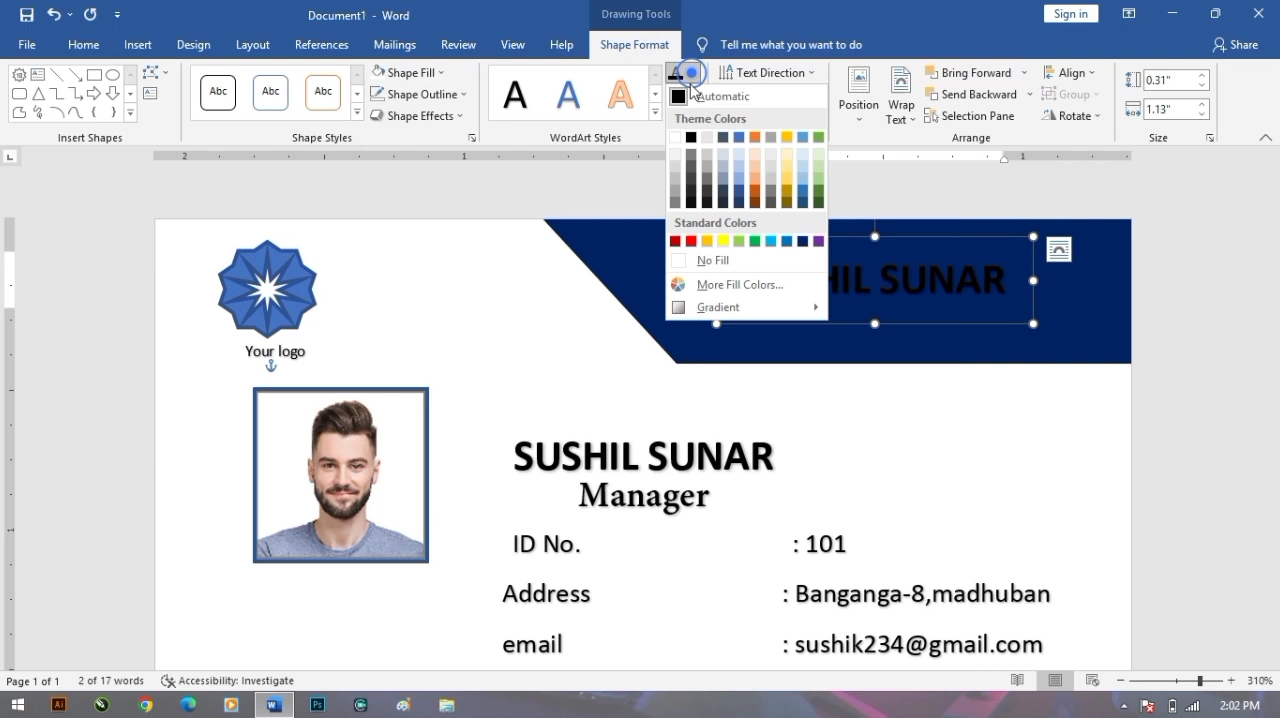 Document1 - Word
Drawing Tools
Sign in
File Home Insert Design Layout References Mailings Review View Help Shape Format Tell me what you want to do Share
Shape Fill
Shape Outline
Shape Effects
Abc Abc Abc
A A A
Text Direction
Position
Wrap Text
Bring Forward
Send Backward
Selection Pane
Align
Group
Rotate
0.31"
1.13"
Insert Shapes Shape Styles WordArt Styles Arrange Size
Automatic
Theme Colors
Standard Colors
No Fill
More Fill Colors...
Gradient
2 1 1
HIL SUNAR
Your logo
SUSHIL SUNAR
Manager
ID No. : 101
Address : Banganga-8,madhuban
email : sushik234@gmail.com
Page 1 of 1 2 of 17 words Accessibility: Investigate 310%
Ai W Ps 2:02 PM